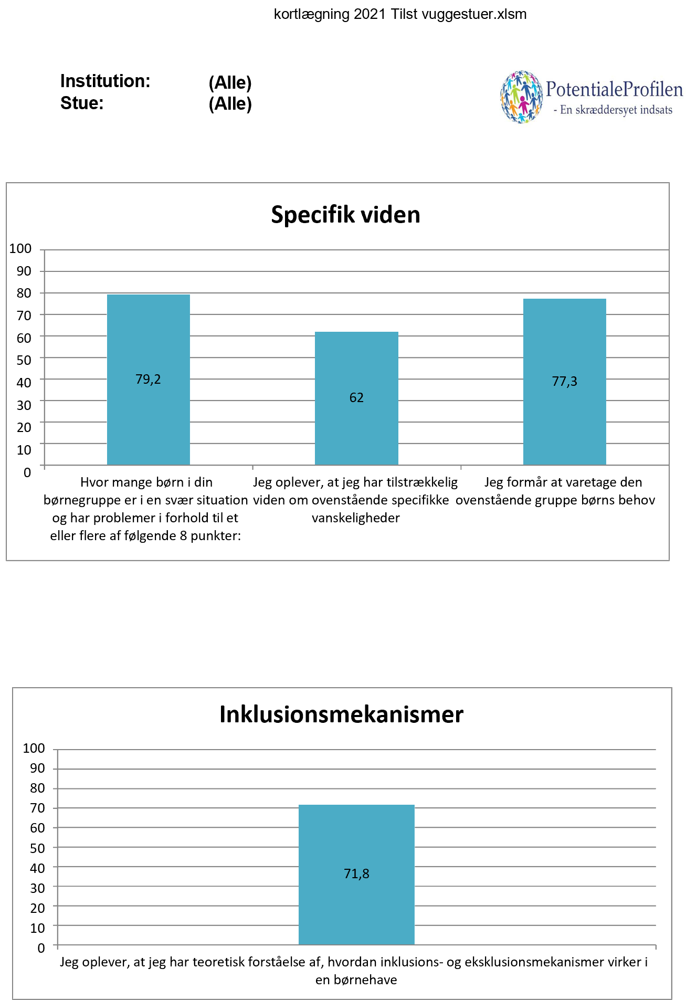 kortlægning 2021 Tilst vuggestuer.xlsm
Institution: (Alle)
Stue: (Alle)
PotentialeProfilen
- En skræddersyet indsats
Specifik viden
100
90
80
70
60
50
40
30
20
10
0
79,2
62
77,3
Hvor mange børn i din
børnegruppe er i en svær situation
og har problemer i forhold til et
eller flere af følgende 8 punkter:
Jeg oplever, at jeg har tilstrækkelig
viden om ovenstående specifikke
vanskeligheder
Jeg formår at varetage den
ovenstående gruppe børns behov
Inklusionsmekanismer
100
90
80
70
60
50
40
30
20
10
0
71,8
Jeg oplever, at jeg har teoretisk forståelse af, hvordan inklusions- og eksklusionsmekanismer virker i
en børnehave